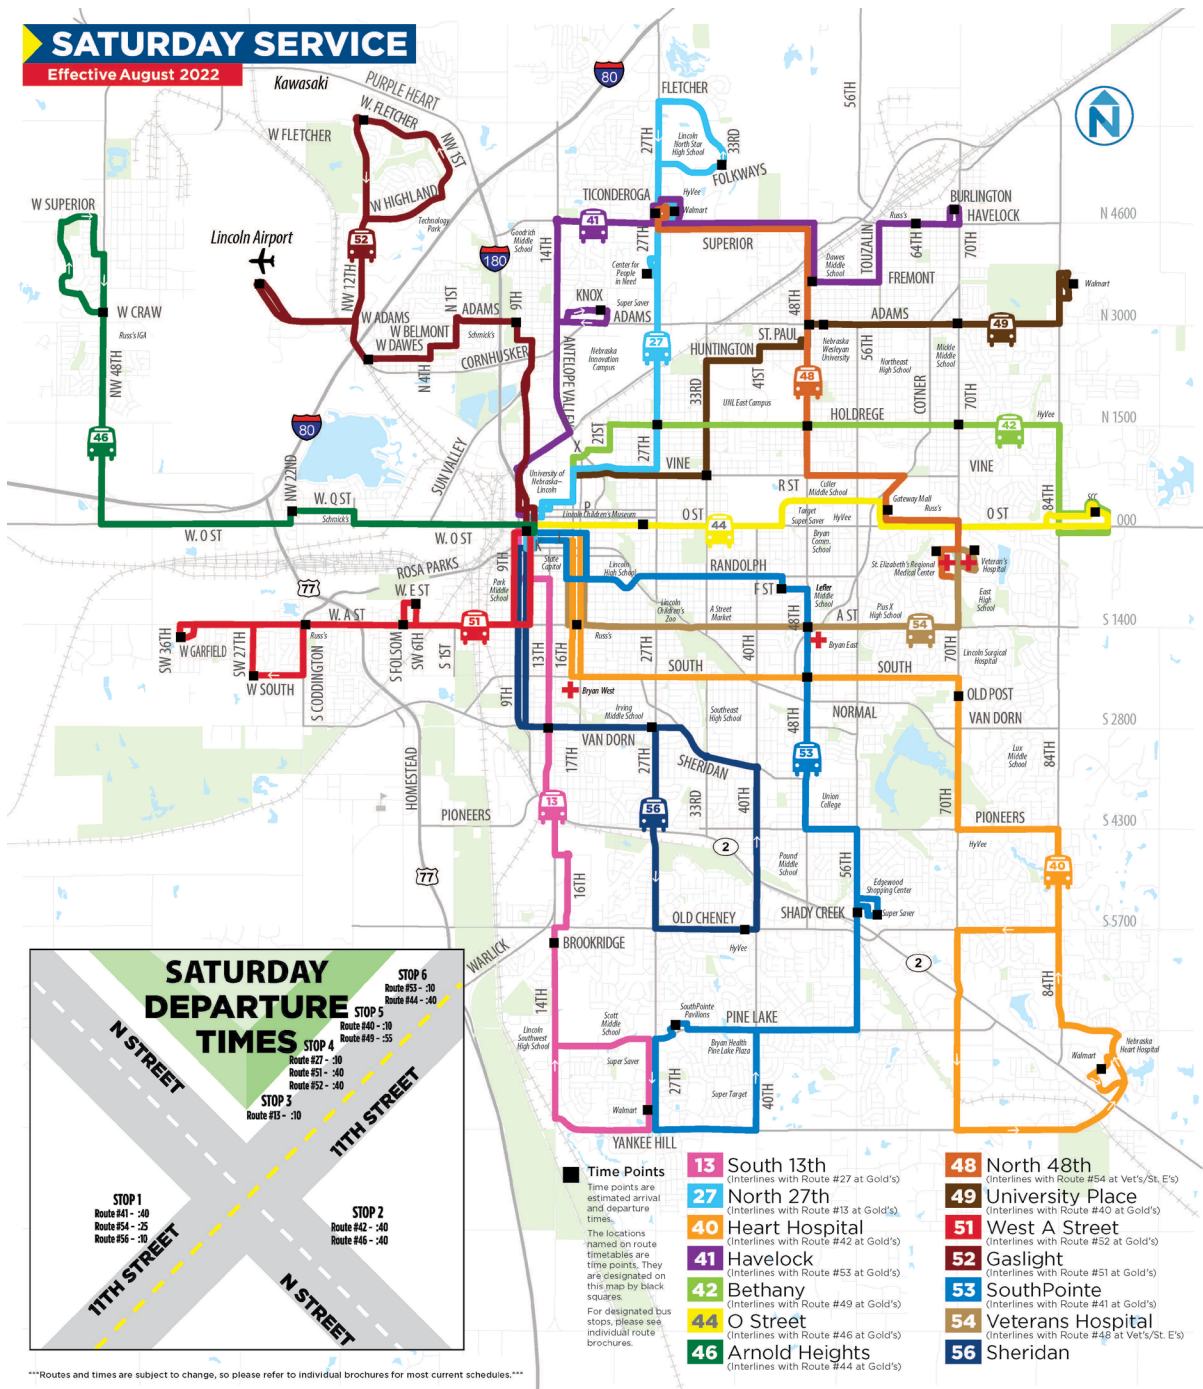 SATURDAY SERVICE
Effective August 2022
Kawasaki
PURPLE HEART
W. FLETCHER
W FLETCHER
NW 1ST
W HIGHLAND
80
FLETCHER
27TH
Lincoln
North Star
High School
33RD
FOLKWAYS
56TH
N
W SUPERIOR
Lincoln Airport
52
NW 12TH
Technology
Park
TICONDEROGA
HyVee
Walmart
41
14TH
Goodrich
Middle
School
180
27TH
SUPERIOR
BURLINGTON
HAVELOCK
Russ's
64TH
70TH
TOUZALIN
N 4600
Dawes
Middle
School
FREMONT
Center for
People
in Need
W CRAW
Russ's IGA
W ADAMS
W BELMONT
W DAWES
N 1ST
ADAMS
9TH
Schmick's
CORNHUSKER
N 4TH
KNOX
Super Saver
ADAMS
48TH
ADAMS
49
Walmart
N 3000
ST. PAUL
HUNTINGTON
41ST
33RD
Nebraska
Wesleyan
University
56TH
Northeast
High School
Mickle
Middle
School
Nebraska
Innovation
Campus
27
NW 48TH
ANTELOPE VALLEY
48
UNL East Campus
COTNER
70TH
46
80
HOLDREGE
HyVee
42
N 1500
21ST
27TH
X
VINE
VINE
SUN VALLEY
NW 22ND
University of
Nebraska–
Lincoln
R ST
Culler
Middle School
Gateway Mall
Russ's
84TH
SCC
W. Q ST
Schmick's
P
Lincoln Children's Museum
O ST
44
Target
Super Saver
HyVee
O ST
000
W. O ST
W. O ST
K
State
Capitol
Bryan
Comm.
School
9TH
ROSA PARKS
Lincoln
High School
RANDOLPH
St. Elizabeth's Regional
Medical Center
Veteran's
Hospital
77
Park
Middle
School
W. E ST
F ST
Lefler
Middle
School
East
High
School
W. A ST
51
Lincoln
Children's
Zoo
A Street
Market
A ST
Pius X
High School
54
S 1400
48TH
SW 36TH
W GARFIELD
SW 27TH
Russ's
S CODDINGTON
S FOLSOM
SW 6TH
S 1ST
13TH
16TH
Russ's
27TH
40TH
Bryan East
70TH
Lincoln Surgical
Hospital
W SOUTH
SOUTH
SOUTH
9TH
Bryan West
OLD POST
Irving
Middle School
Southeast
High School
48TH
NORMAL
VAN DORN
S 2800
VAN DORN
HOMESTEAD
17TH
27TH
SHERIDAN
53
Lux
Middle
School
84TH
33RD
40TH
Union
College
70TH
13
56
PIONEERS
PIONEERS
S 4300
2
HyVee
77
16TH
Pound
Middle
School
56TH
40
Edgewood
Shopping Center
OLD CHENEY
SHADY CREEK
Super Saver
S 5700
BROOKRIDGE
HyVee
WARLICK
2
14TH
84TH
SouthPointe
Pavilions
PINE LAKE
Lincoln
Southwest
High School
Scott
Middle
School
Bryan Health
Pine Lake Plaza
Super Saver
27TH
Super Target
40TH
Walmart
Nebraska
Heart Hospital
Walmart
YANKEE HILL
SATURDAY
DEPARTURE
TIMES
STOP 6
Route #53 - :10
Route #44 - :40
STOP 5
Route #40 - :10
Route #49 - :55
STOP 4
Route #27 - :10
Route #51 - :40
Route #52 - :40
STOP 3
Route #13 - :10
N STREET
11TH STREET
STOP 1
Route #41 - :40
Route #54 - :25
Route #56 - :10
STOP 2
Route #42 - :40
Route #46 - :40
11TH STREET
N STREET
Time Points
Time points are
estimated arrival
and departure
times.
The locations
named on route
timetables are
time points. They
are designated on
this map by black
squares.
For designated bus
stops, please see
individual route
brochures.
13 South 13th
(Interlines with Route #27 at Gold's)
27 North 27th
(Interlines with Route #13 at Gold's)
40 Heart Hospital
(Interlines with Route #42 at Gold's)
41 Havelock
(Interlines with Route #53 at Gold's)
42 Bethany
(Interlines with Route #49 at Gold's)
44 O Street
(Interlines with Route #46 at Gold's)
46 Arnold Heights
(Interlines with Route #44 at Gold's)
48 North 48th
(Interlines with Route #54 at Vet's/St. E's)
49 University Place
(Interlines with Route #40 at Gold's)
51 West A Street
(Interlines with Route #52 at Gold's)
52 Gaslight
(Interlines with Route #51 at Gold's)
53 SouthPointe
(Interlines with Route #41 at Gold's)
54 Veterans Hospital
(Interlines with Route #48 at Vet's/St. E's)
56 Sheridan
***Routes and times are subject to change, so please refer to individual brochures for most current schedules.***